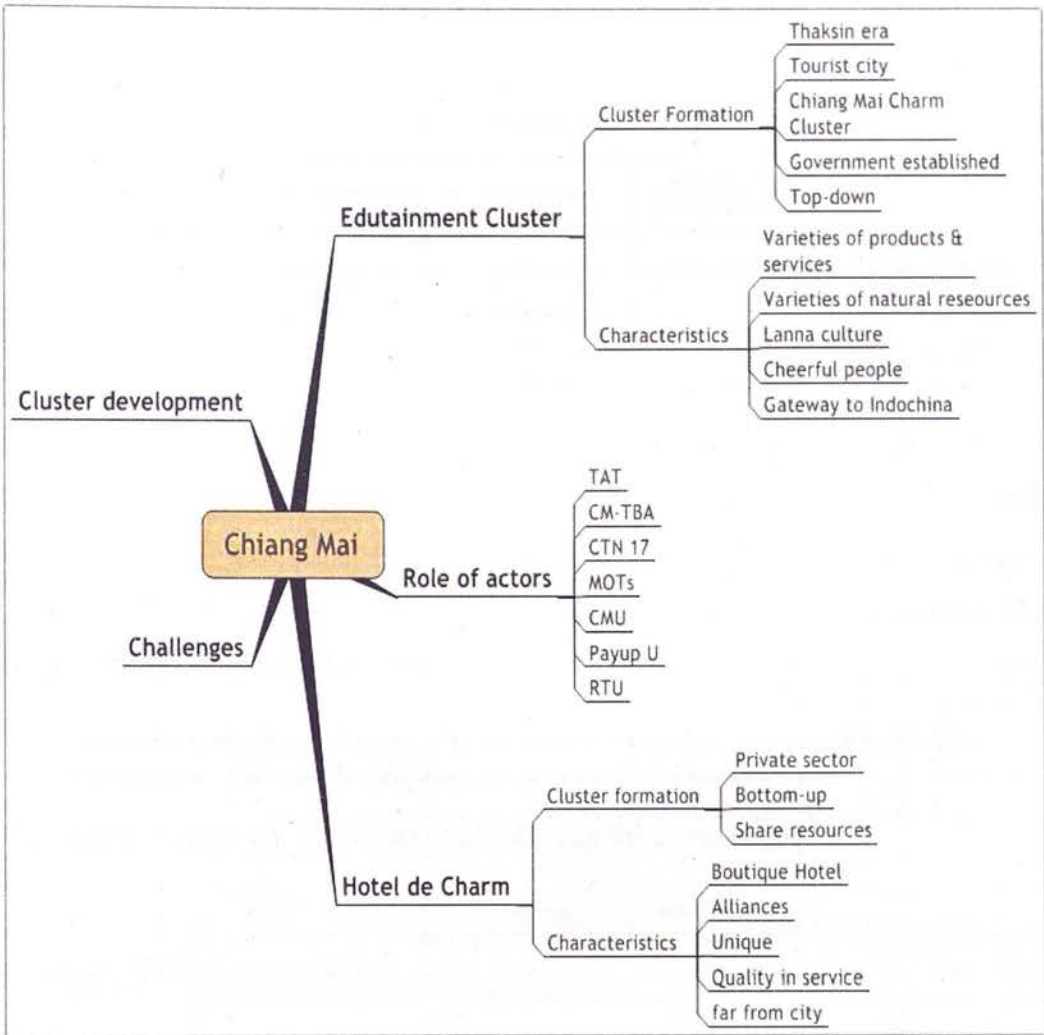 Thaksin era
Tourist city
Chiang Mai Charm
Cluster
Government established
Top-down
Cluster Formation
Edutainment Cluster
Varieties of products &
services
Varieties of natural reseources
Lanna culture
Cheerful people
Gateway to Indochina
Characteristics
Cluster development
Chiang Mai
Challenges
Role of actors
TAT
CM-TBA
CTN 17
MOTs
CMU
Payup U
RTU
Hotel de Charm
Cluster formation
Private sector
Bottom-up
Share resources
Characteristics
Boutique Hotel
Alliances
Unique
Quality in service
far from city